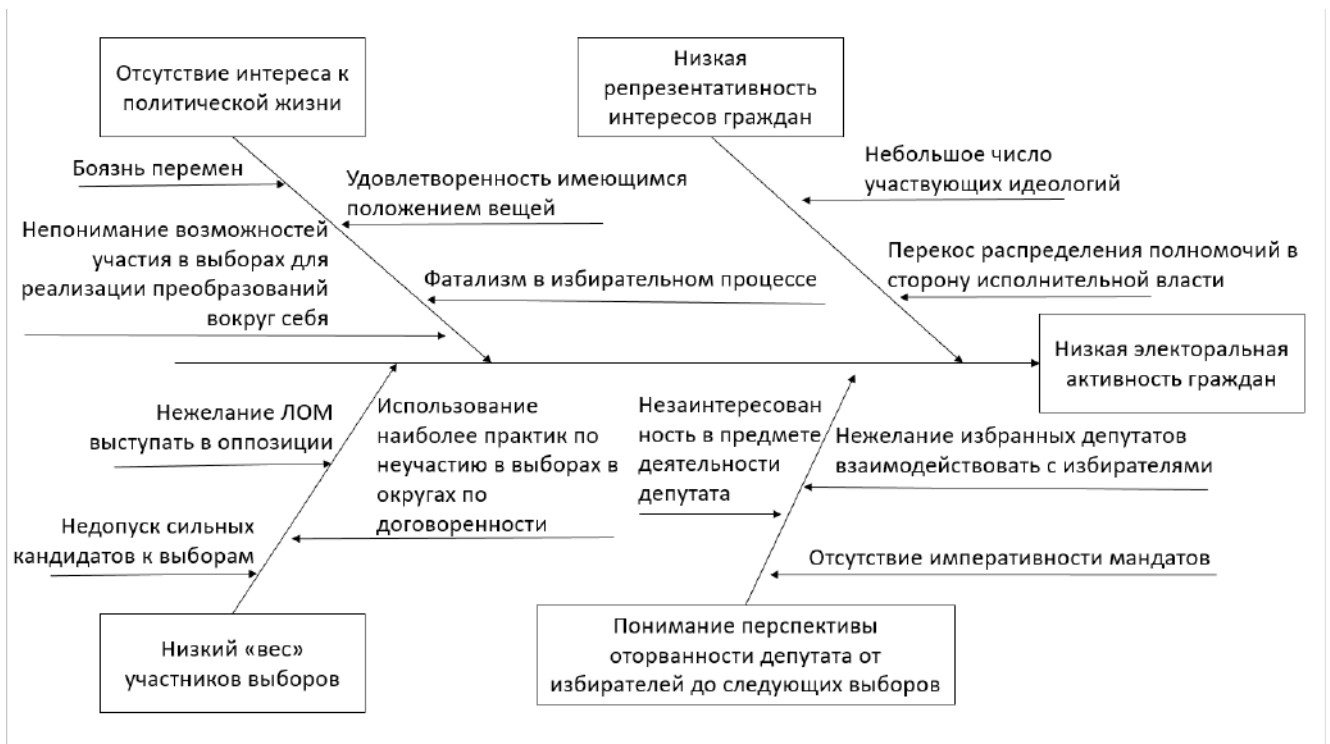 Отсутствие интереса к
политической жизни
Низкая
репрезентативность
интересов граждан
Боязнь перемен
Удовлетворенность имеющимся
положением вещей
Небольшое число
участвующих идеологий
Непонимание возможностей
участия в выборах для
реализации преобразований
вокруг себя
Фатализм в избирательном процессе
Перекос распределения полномочий в
сторону исполнительной власти
Низкая электоральная
активность граждан
Нежелание ЛОМ
выступать в оппозиции
Использование
наиболее практик по
неучастию в выборах в
округах по
договоренности
Незаинтересован
ность в предмете
деятельности
депутата
Нежелание избранных депутатов
взаимодействовать с избирателями
Недопуск сильных
кандидатов к выборам
Отсутствие императивности мандатов
Низкий «вес»
участников выборов
Понимание перспективы
оторванности депутата от
избирателей до следующих выборов